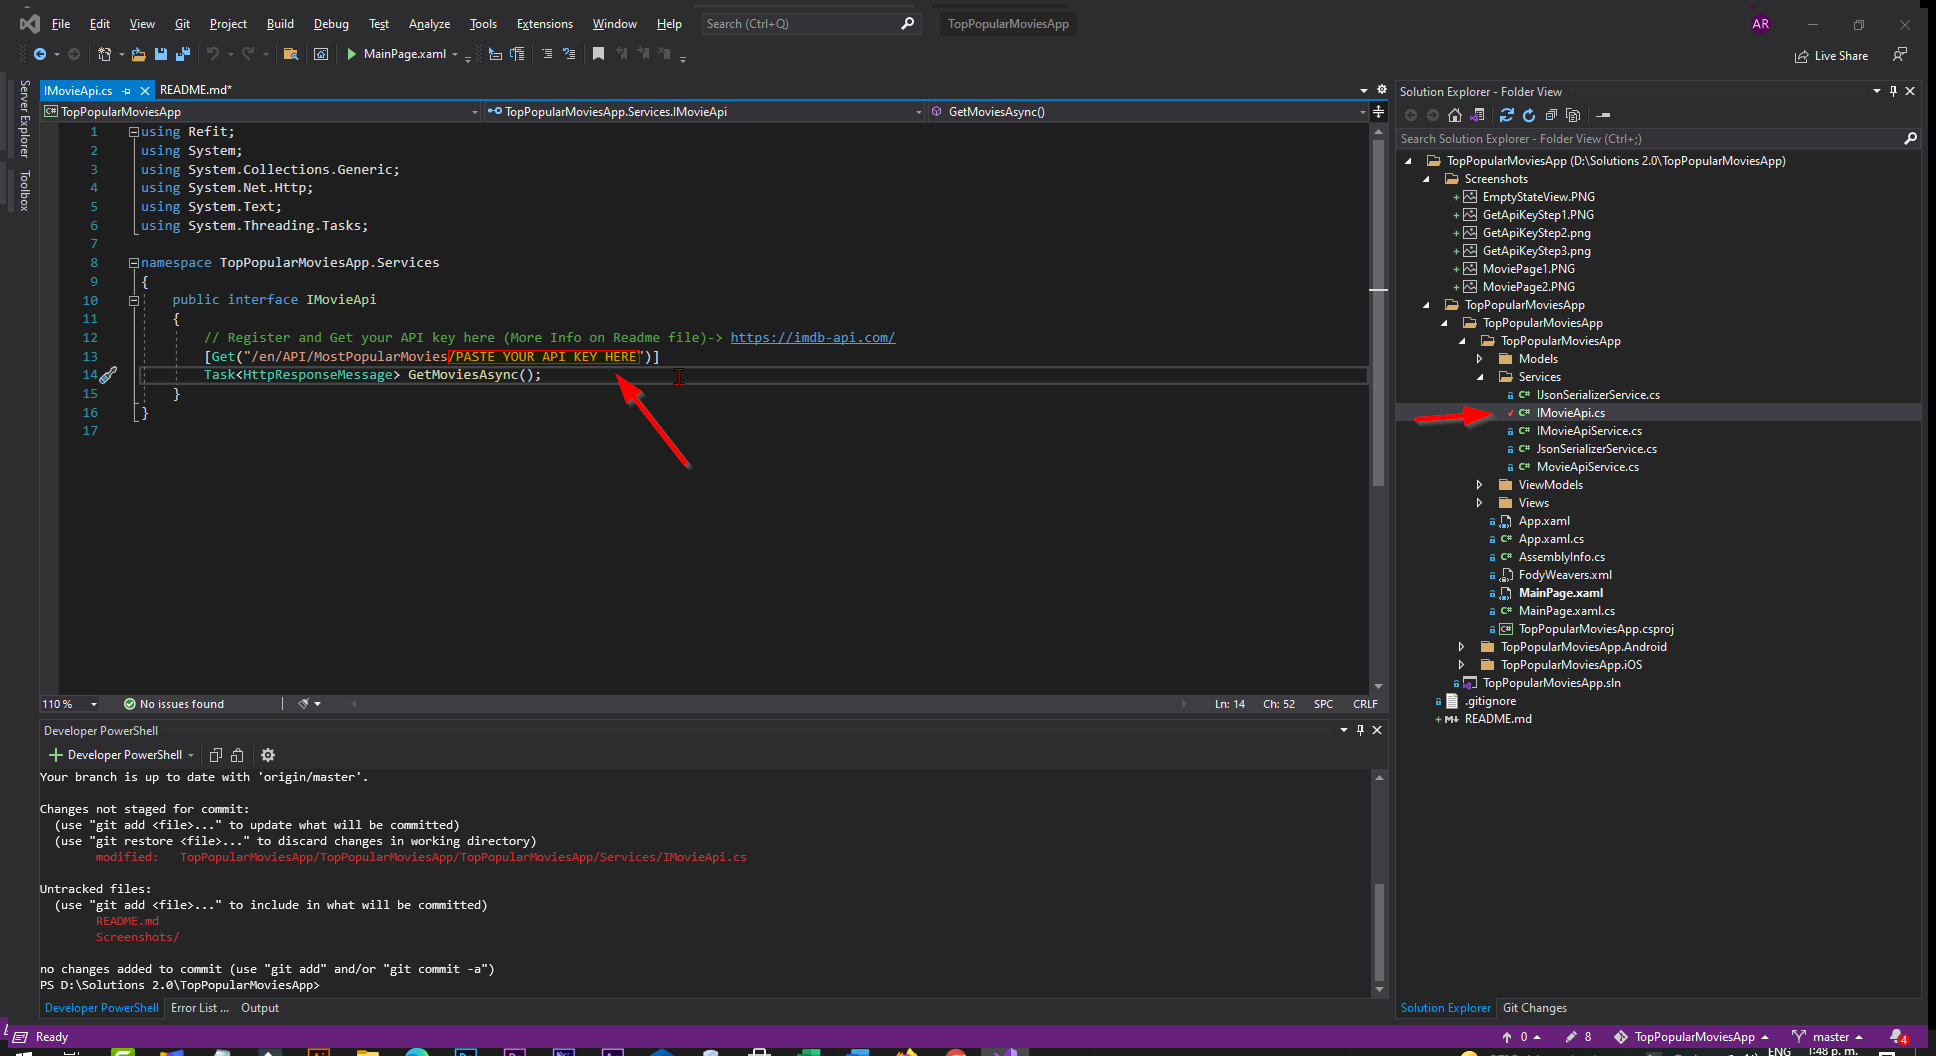 File Edit View Git Project Build Debug Test Analyze Tools Extensions Window Help Search (Ctrl+Q) TopPopularMoviesApp AR
MainPage.xaml Live Share
Server Explorer
Toolbox
IMovieApi.cs README.md*
TopPopularMoviesApp TopPopularMoviesApp.Services.IMovieApi GetMoviesAsync()
1 using Refit;
2 using System;
3 using System.Collections.Generic;
4 using System.Net.Http;
5 using System.Text;
6 using System.Threading.Tasks;
7
8 namespace TopPopularMoviesApp.Services
9 {
10 public interface IMovieApi
11 {
12 // Register and Get your API key here (More Info on Readme file)-> https://imdb-api.com/
13 [Get("/en/API/MostPopularMovies/PASTE YOUR API KEY HERE")]
14 Task<HttpResponseMessage> GetMoviesAsync();
15 }
16 }
17
110 % No issues found Ln: 14 Ch: 52 SPC CRLF
Developer PowerShell
Developer PowerShell
Your branch is up to date with 'origin/master'.
Changes not staged for commit:
(use "git add <file>..." to update what will be committed)
(use "git restore <file>..." to discard changes in working directory)
modified: TopPopularMoviesApp/TopPopularMoviesApp/TopPopularMoviesApp/Services/IMovieApi.cs
Untracked files:
(use "git add <file>..." to include in what will be committed)
README.md
Screenshots/
no changes added to commit (use "git add" and/or "git commit -a")
PS D:\Solutions 2.0\TopPopularMoviesApp>
Developer PowerShell Error List ... Output
Solution Explorer - Folder View
Search Solution Explorer - Folder View (Ctrl+;)
TopPopularMoviesApp (D:\Solutions 2.0\TopPopularMoviesApp)
Screenshots
EmptyStateView.PNG
GetApiKeyStep1.PNG
GetApiKeyStep2.png
GetApiKeyStep3.png
MoviePage1.PNG
MoviePage2.PNG
TopPopularMoviesApp
TopPopularMoviesApp
TopPopularMoviesApp
Models
Services
C# IJsonSerializerService.cs
C# IMovieApi.cs
C# IMovieApiService.cs
C# JsonSerializerService.cs
C# MovieApiService.cs
ViewModels
Views
App.xaml
C# App.xaml.cs
C# AssemblyInfo.cs
FodyWeavers.xml
MainPage.xaml
C# MainPage.xaml.cs
C# TopPopularMoviesApp.csproj
TopPopularMoviesApp.Android
TopPopularMoviesApp.iOS
TopPopularMoviesApp.sln
.gitignore
README.md
Solution Explorer Git Changes
Ready 0 8 TopPopularMoviesApp master 4
ENG 1:48 p. m.